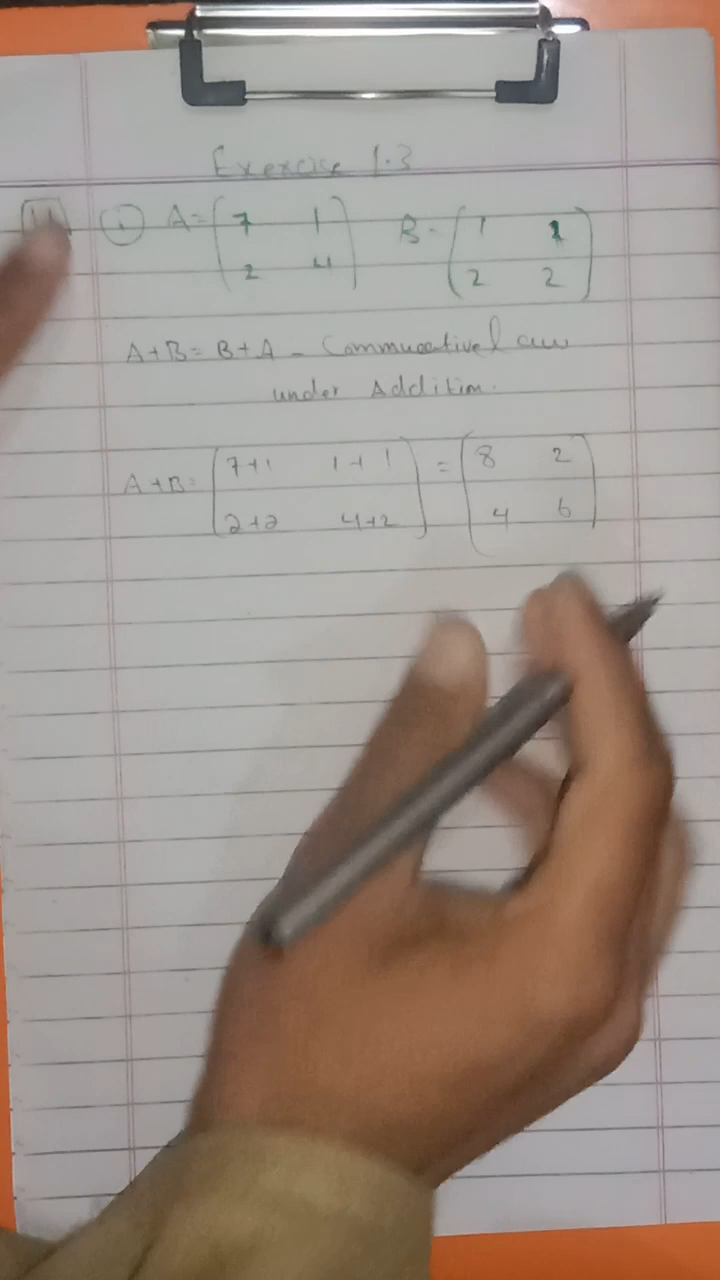 Exercise 1.3
(i) A = (7 1 B = (1 1
2 4) 2 2)
A+B = B+A - Commutative law
under Addition.
A+B = (7+1 1+1 = (8 2
2+2 4+2) 4 6)